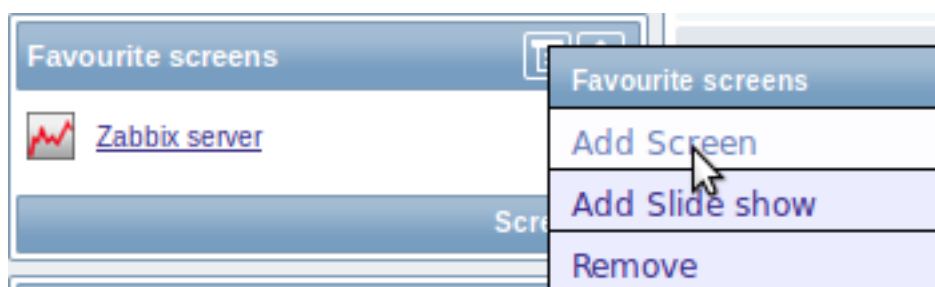 Favourite screens
Zabbix server
Favourite screens
Add Screen
Add Slide show
Remove